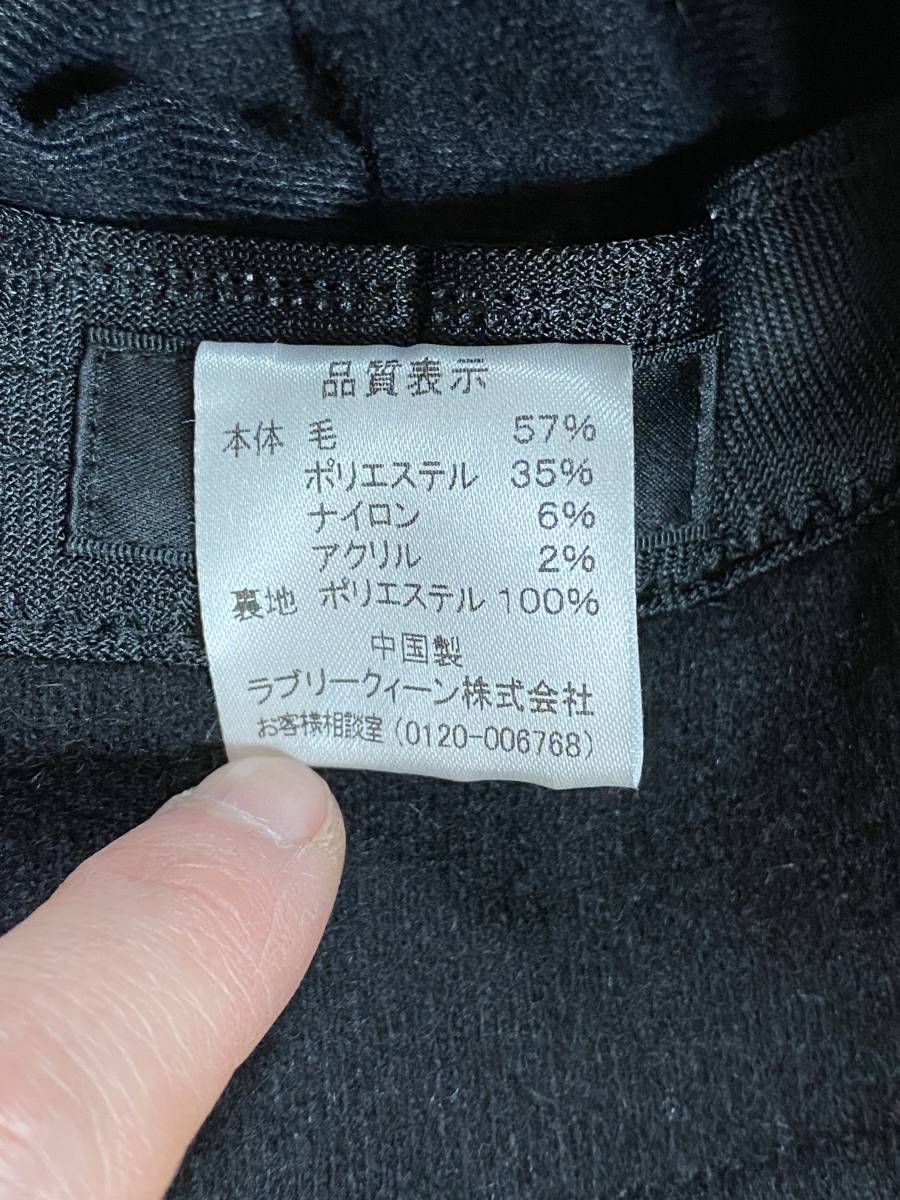 品質表示
本体 毛 57%
ポリエステル 35%
ナイロン 6%
アクリル 2%
裏地 ポリエステル 100%
中国製
ラブリークィーン株式会社
お客様相談室(0120-006768)